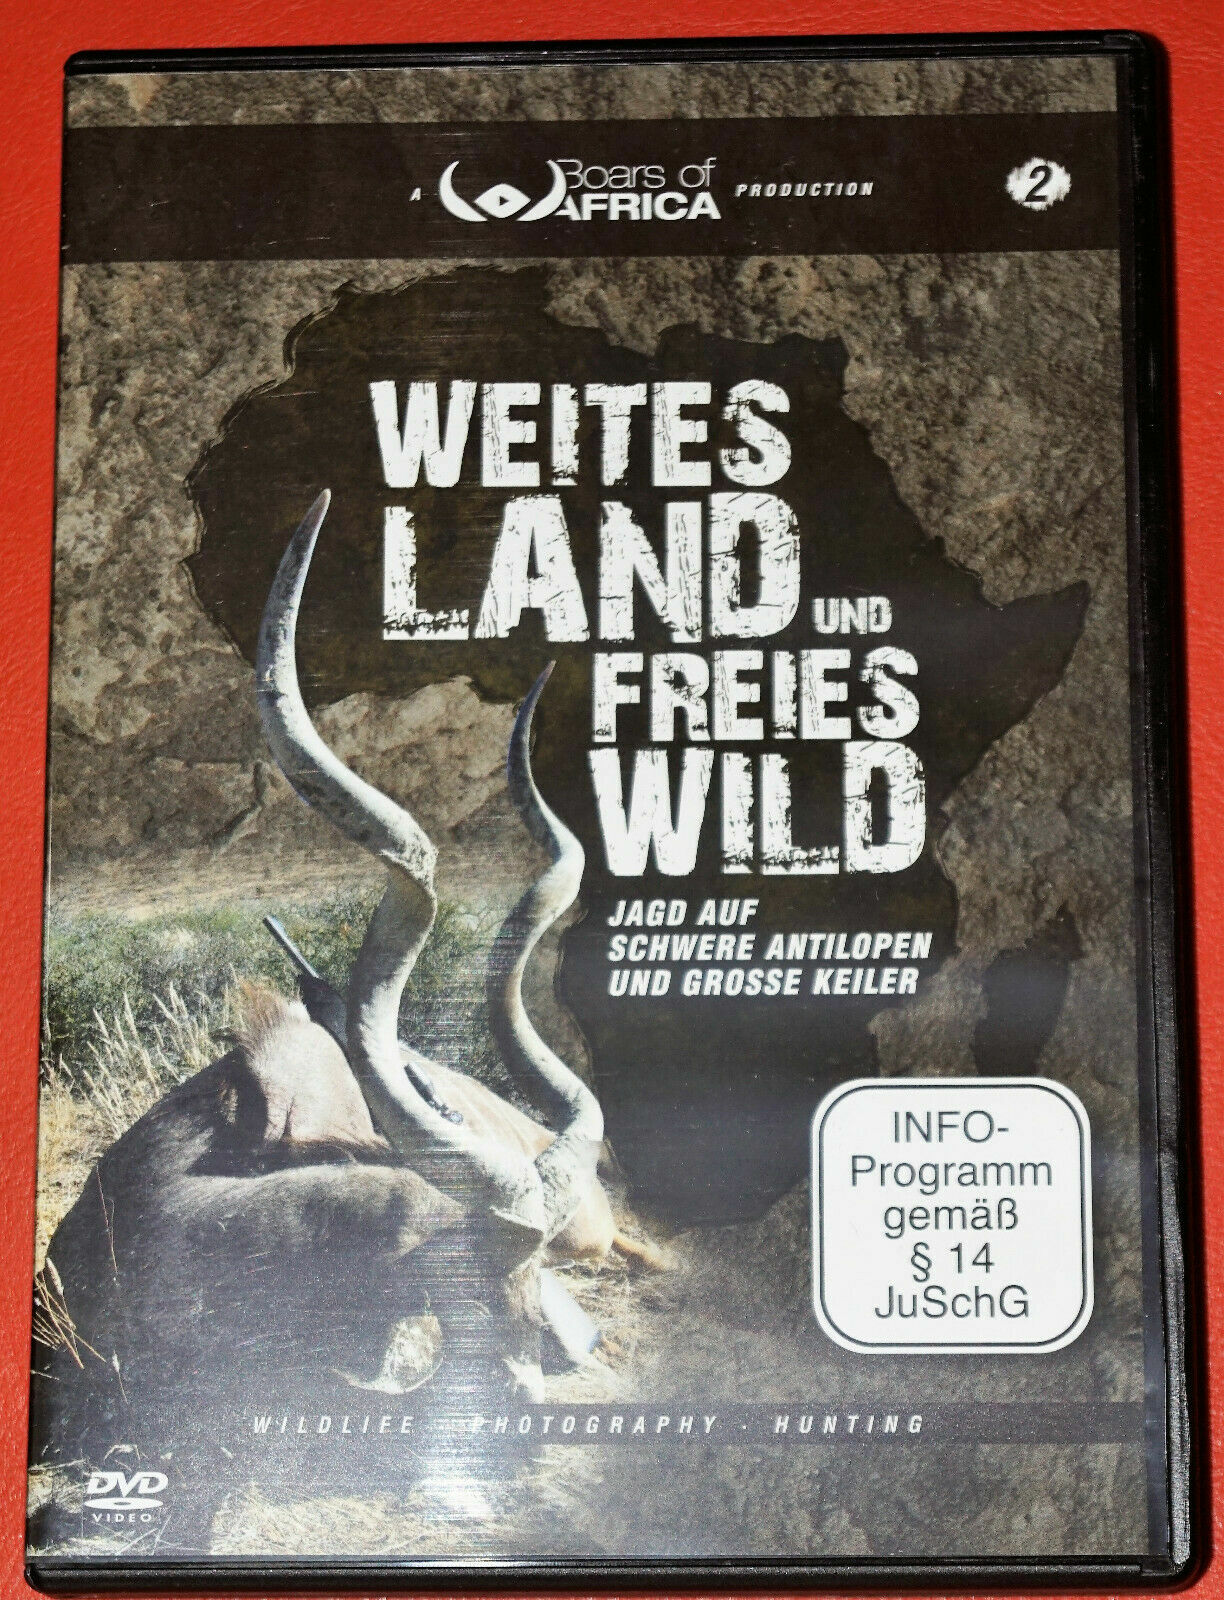 A Boars of AFRICA PRODUCTION
2
WEITES
LAND UND
FREIES
WILD
JAGD AUF
SCHWERE ANTILOPEN
UND GROSSE KEILER
INFO-
Programm
gemäß
§ 14
JuSchG
WILDLIFE · PHOTOGRAPHY · HUNTING
DVD
VIDEO